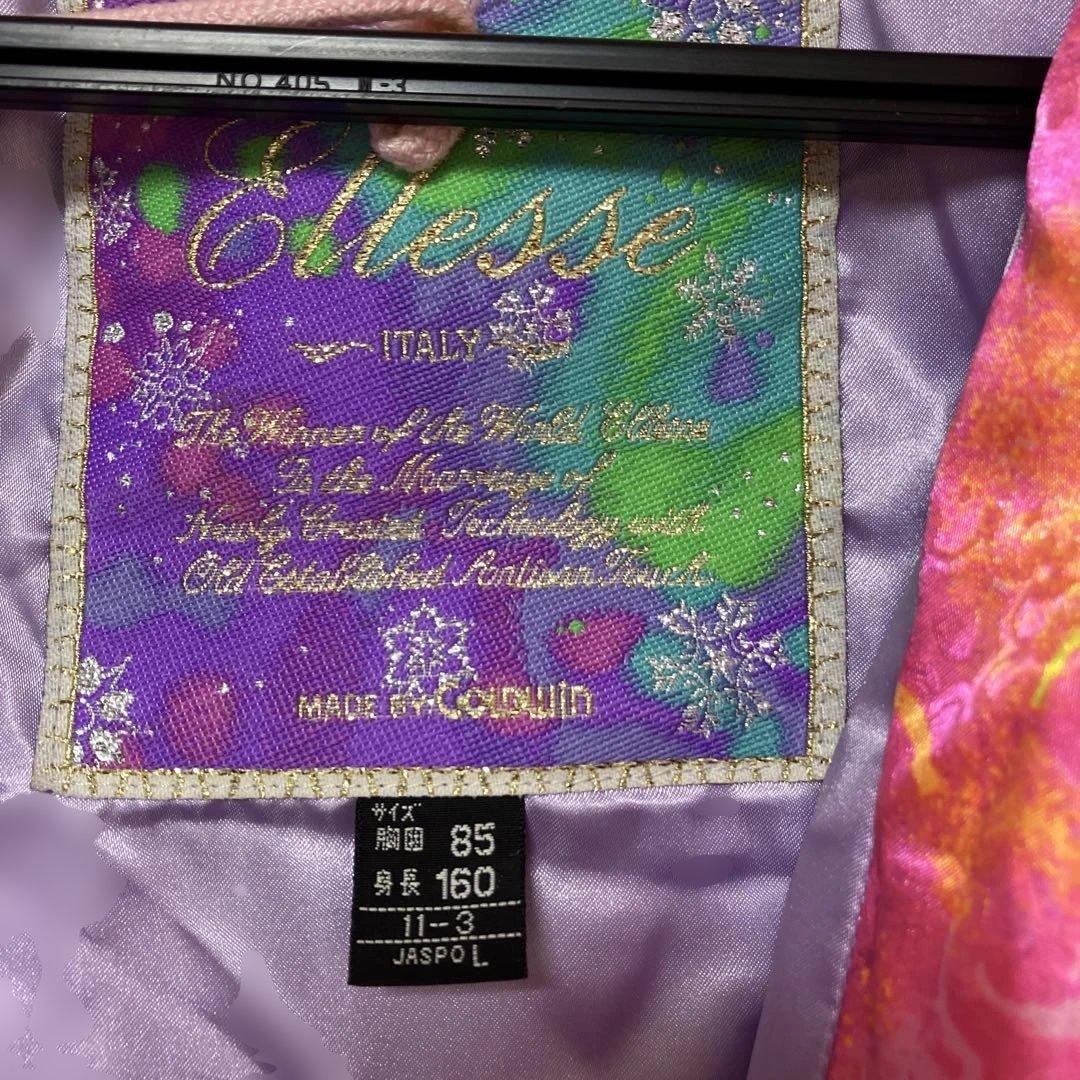 NO 405 W-3
Ellesse
ITALY
The Winner of the World Ellesse
Is the Marriage of
Newly Created Technology with
Old Established Artisan Touch
MADE BY GOLDWIN
サイズ
胸囲 85
身長 160
11-3
JASPO L